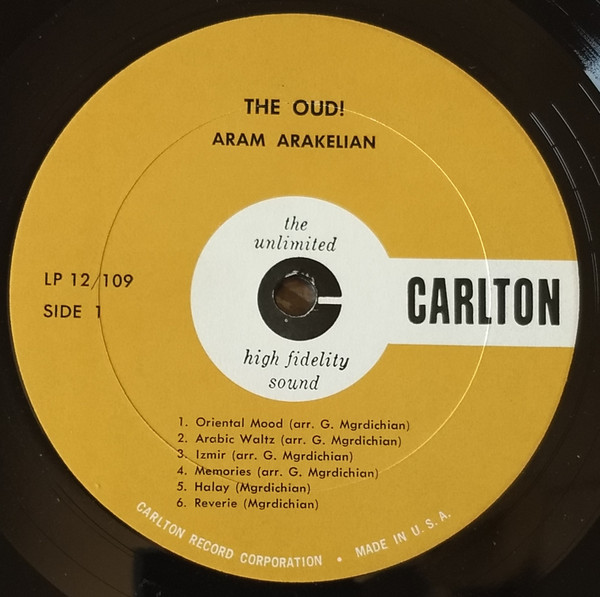 THE OUD!
ARAM ARAKELIAN
the
unlimited
LP 12/109
SIDE 1
CARLTON
high fidelity
sound
1. Oriental Mood (arr. G. Mgrdichian)
2. Arabic Waltz (arr. G. Mgrdichian)
3. Izmir (arr. G. Mgrdichian)
4. Memories (arr. G. Mgrdichian)
5. Halay (Mgrdichian)
6. Reverie (Mgrdichian)
CARLTON RECORD CORPORATION • MADE IN U.S.A.